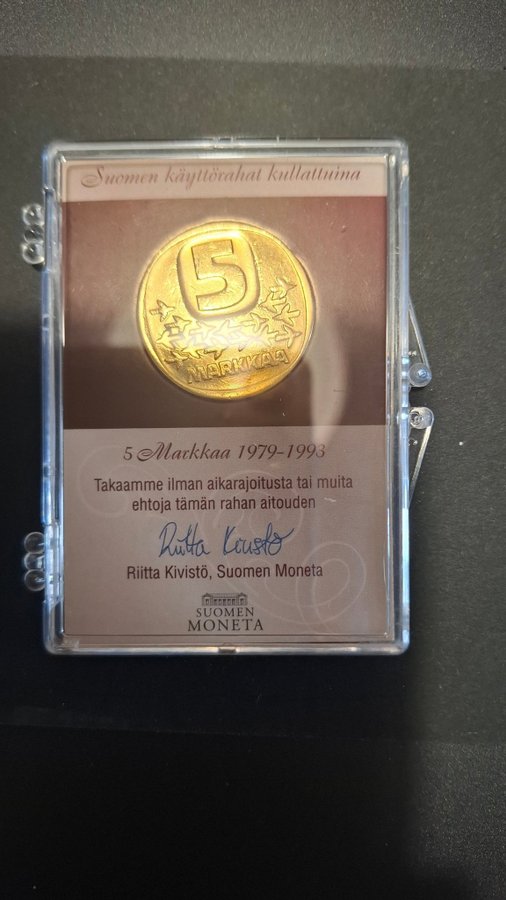 Suomen käyttörahat kullattuina
5
MARKKAA
5 Markkaa 1979-1993
Takaamme ilman aikarajoitusta tai muita
ehtoja tämän rahan aitouden
Riitta Kivistö
Riitta Kivistö, Suomen Moneta
SUOMEN
MONETA